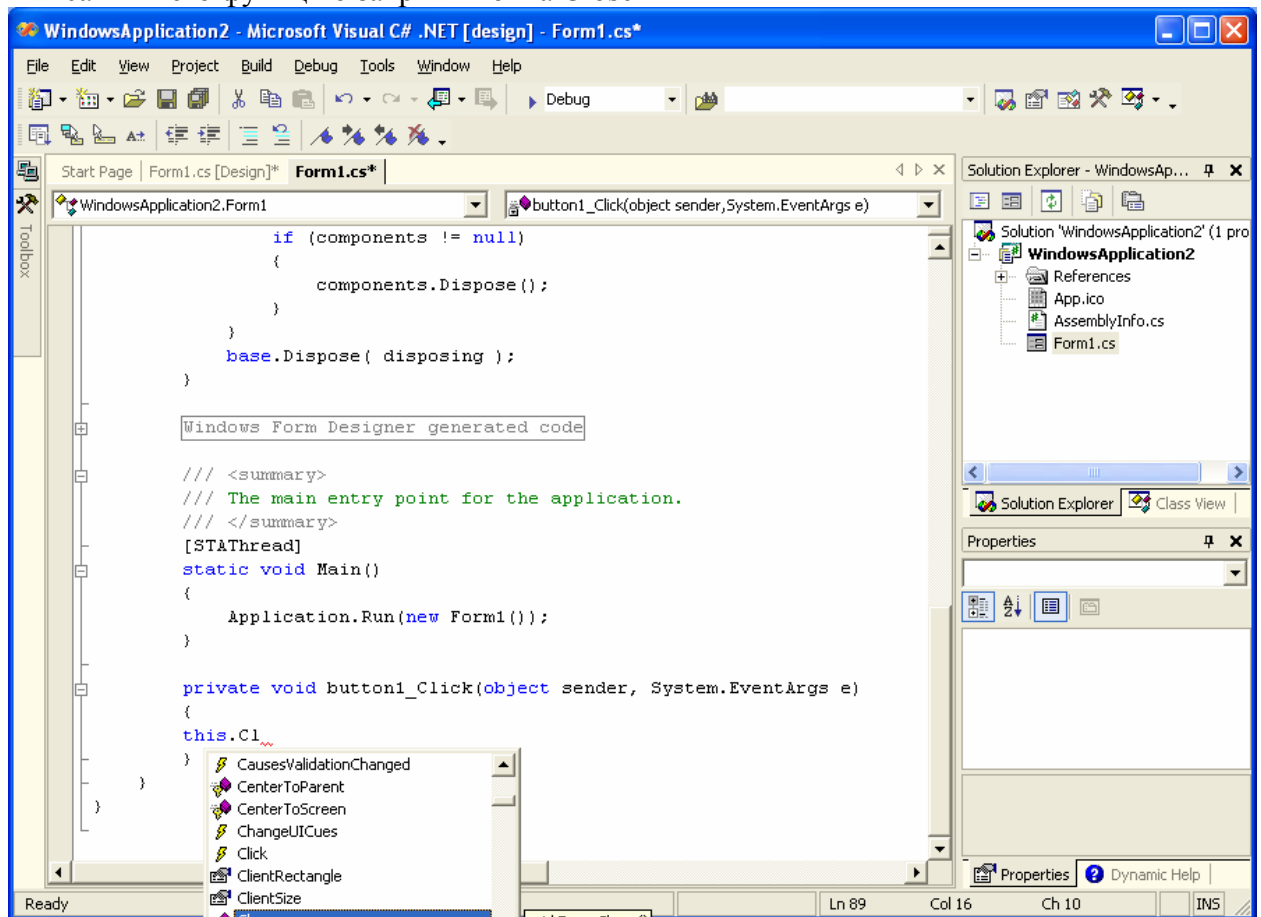 WindowsApplication2 - Microsoft Visual C# .NET [design] - Form1.cs*
File Edit View Project Build Debug Tools Window Help
Debug
Start Page Form1.cs [Design]* Form1.cs*
WindowsApplication2.Form1
button1_Click(object sender,System.EventArgs e)
Toolbox
if (components != null)
{
components.Dispose();
}
}
base.Dispose( disposing );
}
Windows Form Designer generated code
/// <summary>
/// The main entry point for the application.
/// </summary>
[STAThread]
static void Main()
{
Application.Run(new Form1());
}
private void button1_Click(object sender, System.EventArgs e)
{
this.Cl
}
}
}
CausesValidationChanged
CenterToParent
CenterToScreen
ChangeUICues
Click
ClientRectangle
ClientSize
Solution Explorer - WindowsAp...
Solution 'WindowsApplication2' (1 pro
WindowsApplication2
References
App.ico
AssemblyInfo.cs
Form1.cs
Solution Explorer Class View
Properties
Properties Dynamic Help
Ready Ln 89 Col 16 Ch 10 INS